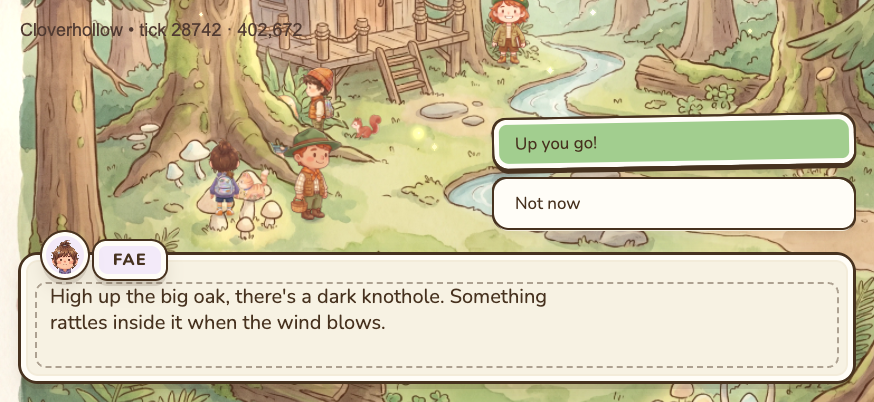 Cloverhollow • tick 28742 · 402,672
Up you go!
Not now
FAE
High up the big oak, there's a dark knothole. Something
rattles inside it when the wind blows.